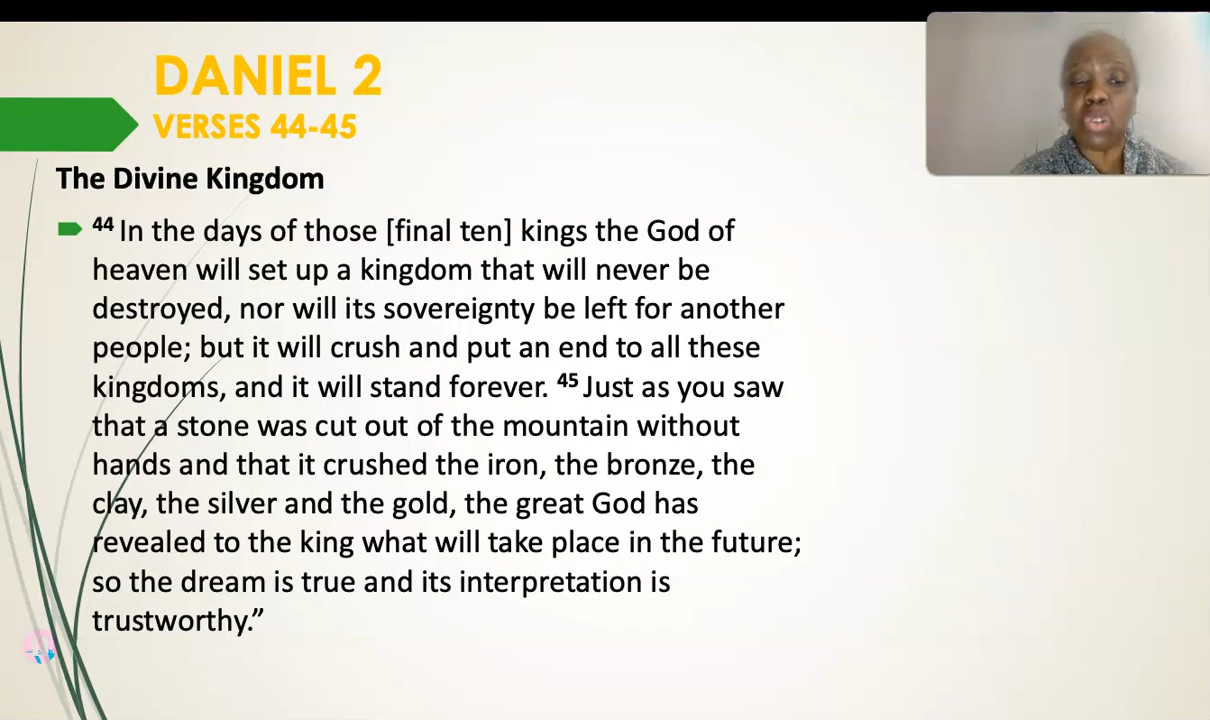 DANIEL 2
VERSES 44-45
The Divine Kingdom
44 In the days of those [final ten] kings the God of
heaven will set up a kingdom that will never be
destroyed, nor will its sovereignty be left for another
people; but it will crush and put an end to all these
kingdoms, and it will stand forever. 45 Just as you saw
that a stone was cut out of the mountain without
hands and that it crushed the iron, the bronze, the
clay, the silver and the gold, the great God has
revealed to the king what will take place in the future;
so the dream is true and its interpretation is
trustworthy.”